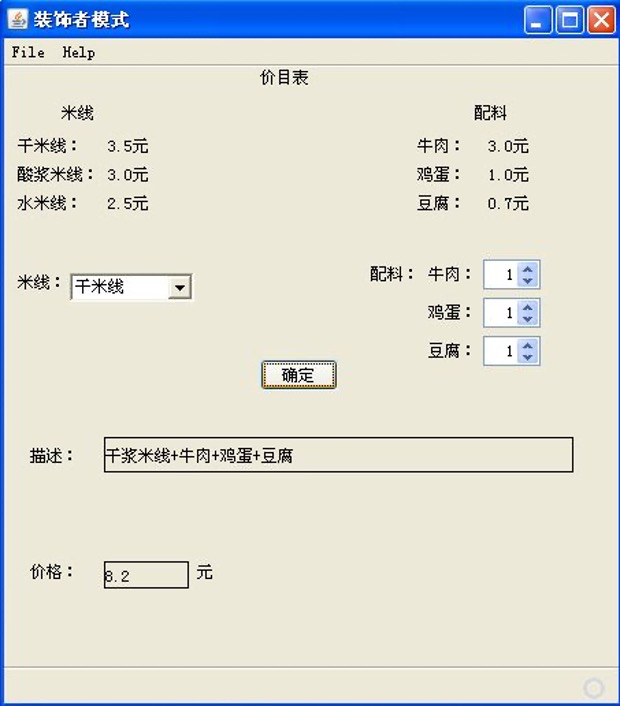 装饰者模式
File Help
价目表
米线 配料
干米线： 3.5元 牛肉： 3.0元
酸浆米线： 3.0元 鸡蛋： 1.0元
水米线： 2.5元 豆腐： 0.7元
米线： 干米线 配料： 牛肉： 1
鸡蛋： 1
豆腐： 1
确定
描述： 干浆米线+牛肉+鸡蛋+豆腐
价格： 8.2 元